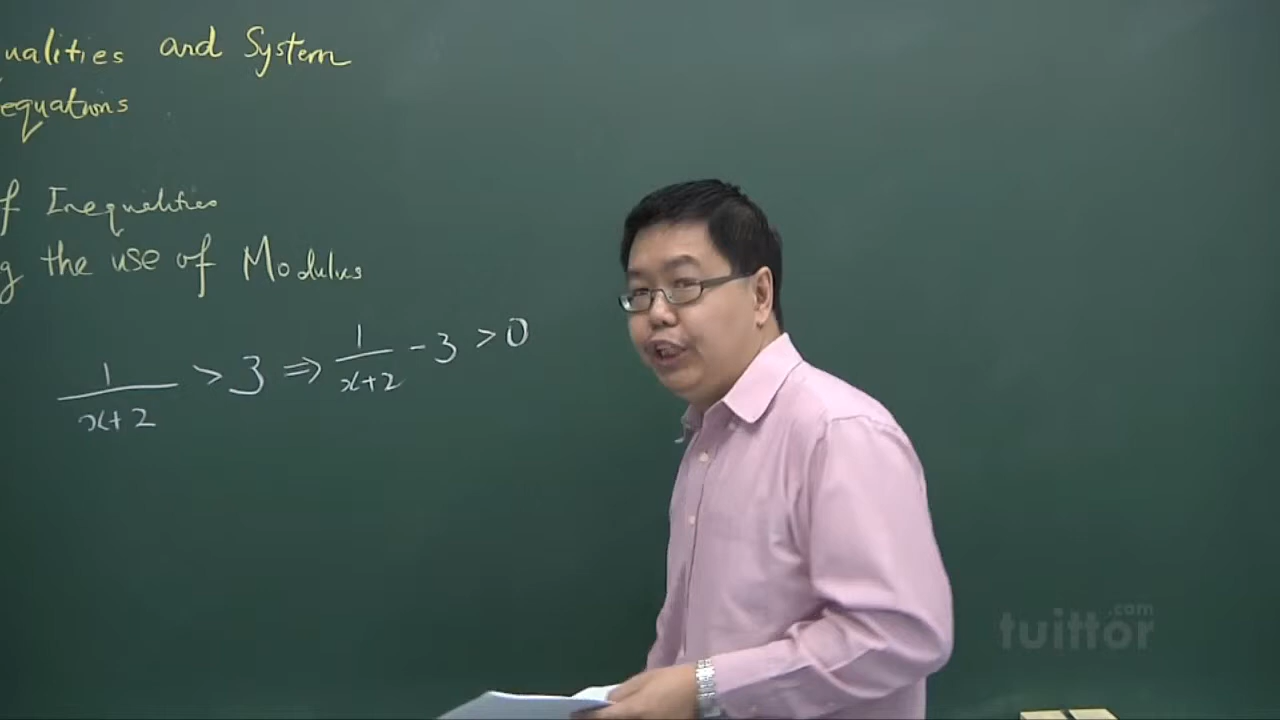 ualities and System
equations
f Inequalities
g the use of Modulus
1/(x+2) > 3 ⇒ 1/(x+2) - 3 > 0
tuittor.com